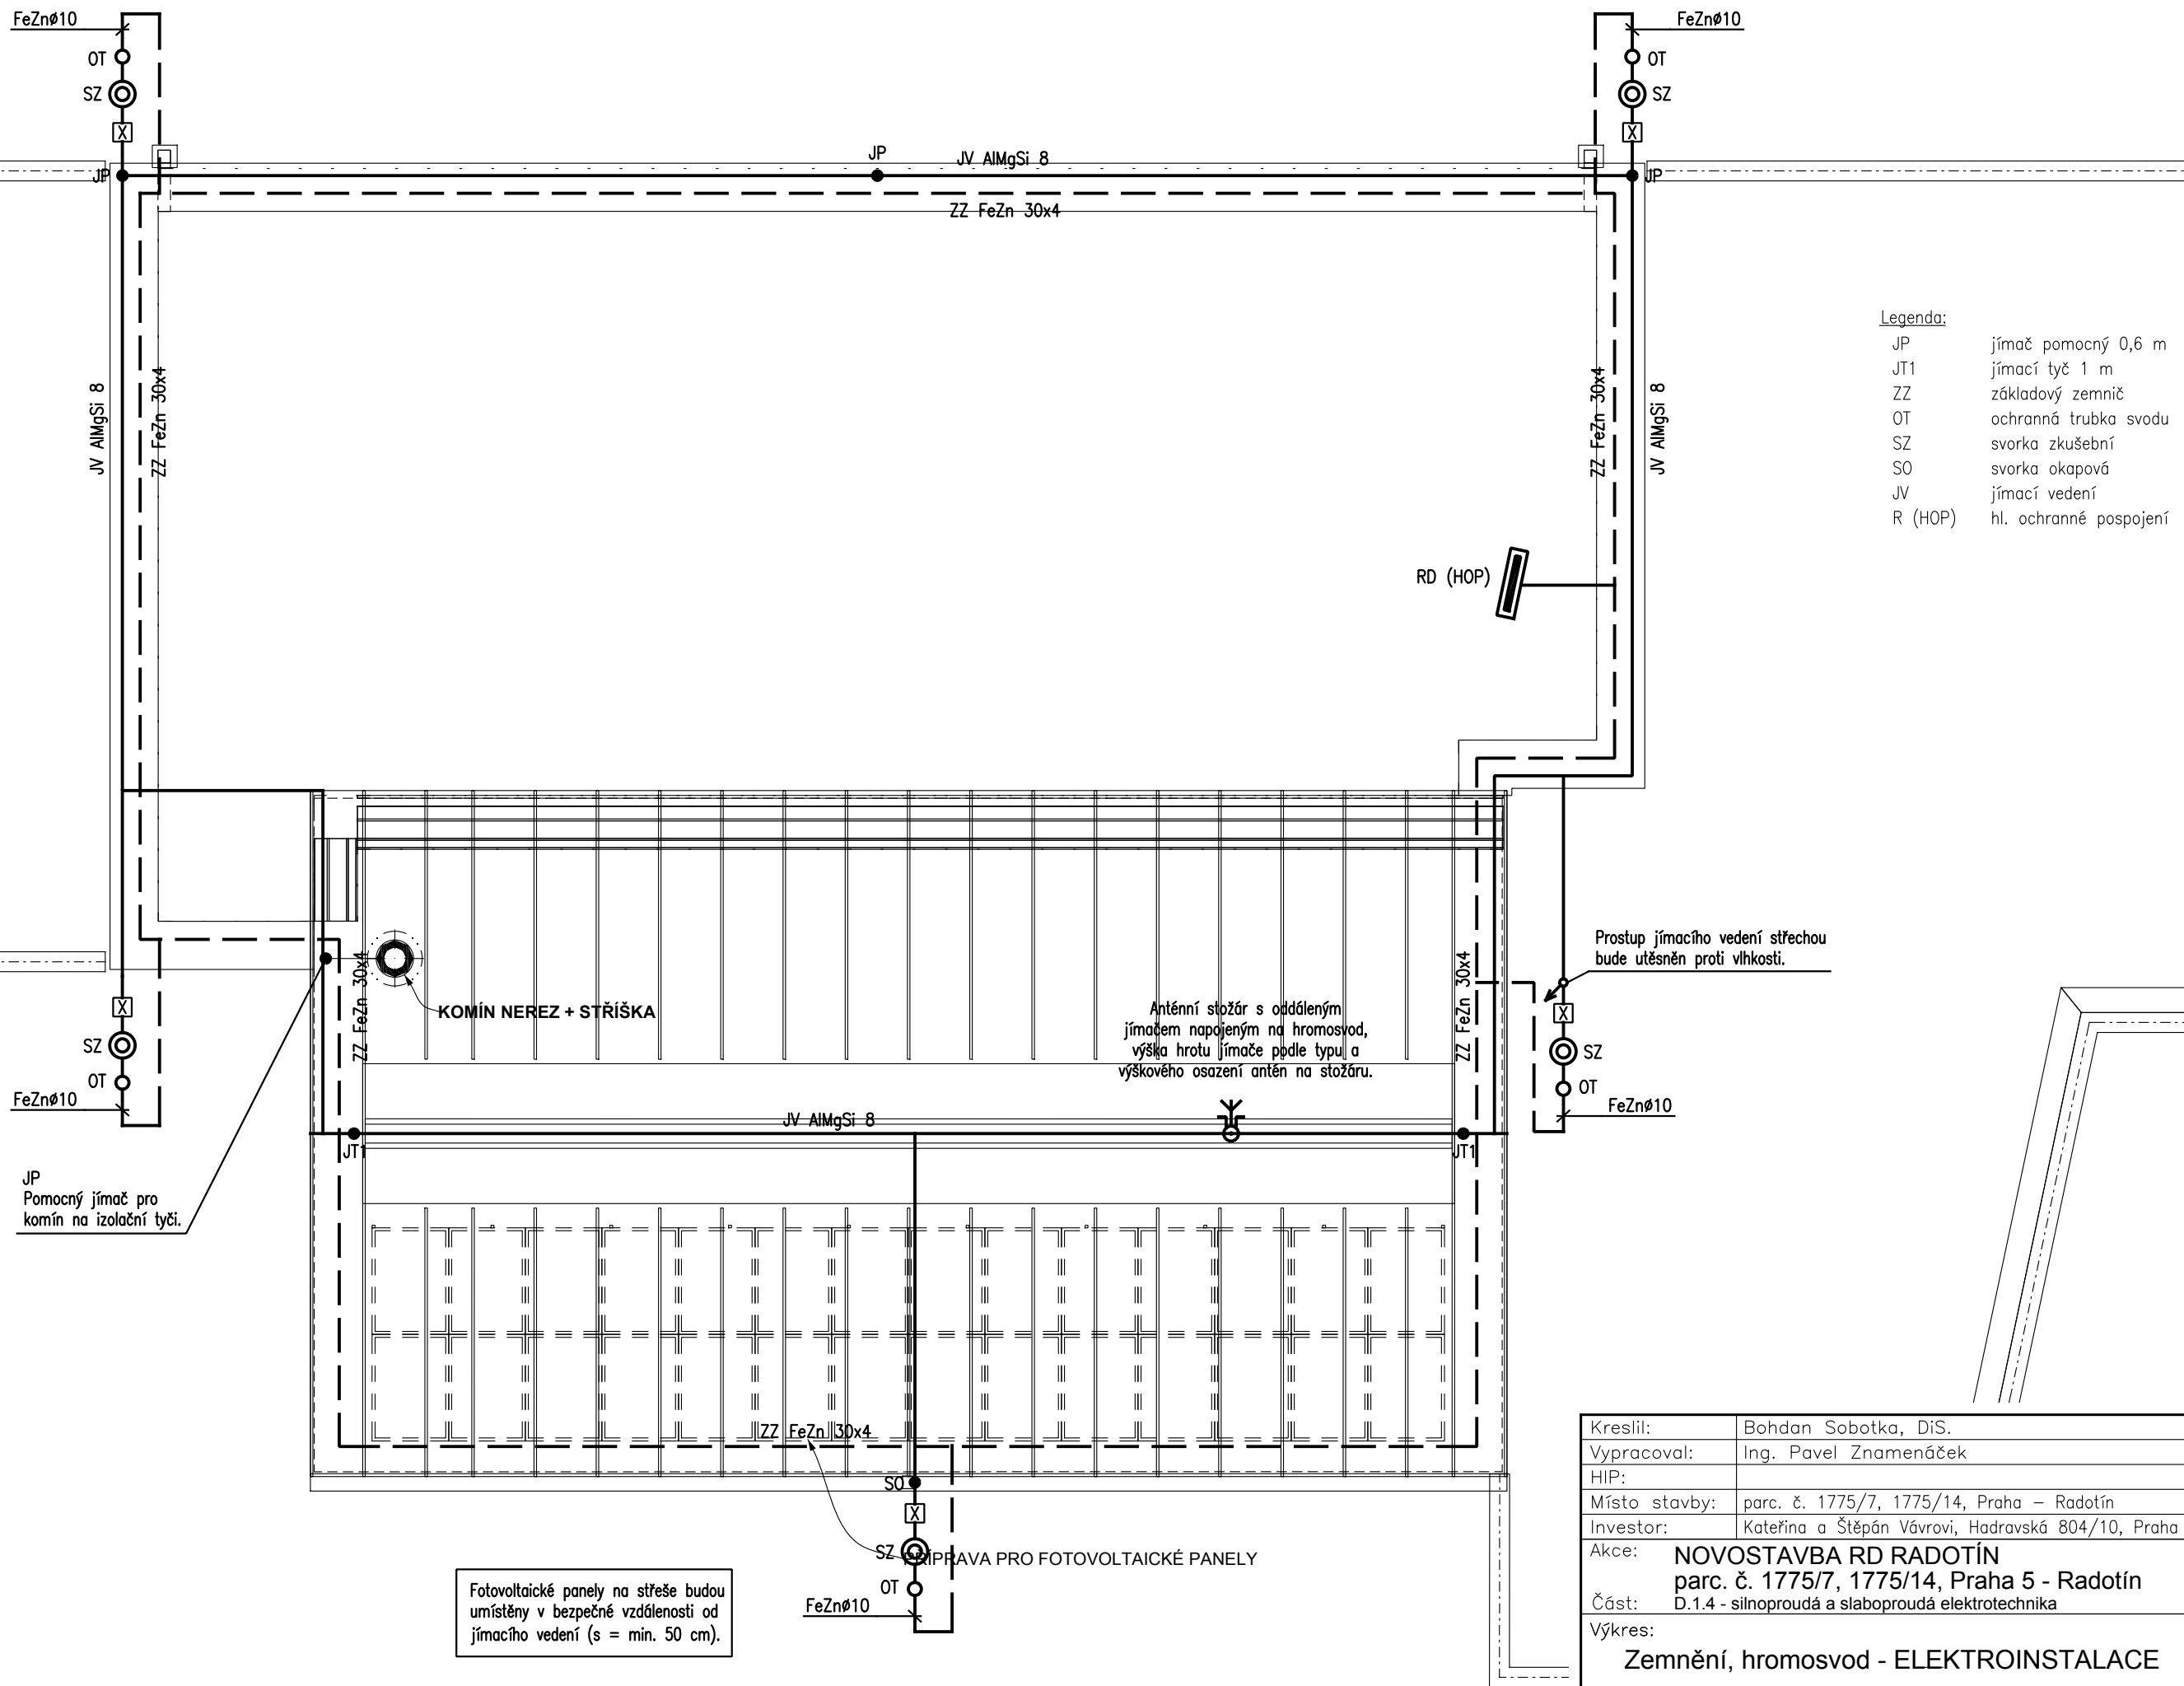 FeZnø10
OT
SZ
X
JP
JP
JV AlMgSi 8
ZZ FeZn 30x4
FeZnø10
OT
SZ
X
JP
JV AlMgSi 8
ZZ FeZn 30x4
ZZ FeZn 30x4
JV AlMgSi 8
Legenda:
JP jímač pomocný 0,6 m
JT1 jímací tyč 1 m
ZZ základový zemnič
OT ochranná trubka svodu
SZ svorka zkušební
SO svorka okapová
JV jímací vedení
R (HOP) hl. ochranné pospojení
RD (HOP)
Prostup jímacího vedení střechou
bude utěsněn proti vlhkosti.
X
SZ
OT
FeZnø10
ZZ FeZn 30x4
KOMÍN NEREZ + STŘÍŠKA
Anténní stožár s oddáleným
jímačem napojeným na hromosvod,
výška hrotu jímače podle typu a
výškového osazení antén na stožáru.
ZZ FeZn 30x4
X
SZ
OT
FeZnø10
JV AlMgSi 8
JT1
JT1
JP
Pomocný jímač pro
komín na izolační tyči.
ZZ FeZn 30x4
SO
X
SZ
PŘÍPRAVA PRO FOTOVOLTAICKÉ PANELY
OT
FeZnø10
Fotovoltaické panely na střeše budou
umístěny v bezpečné vzdálenosti od
jímacího vedení (s = min. 50 cm).
Kreslil: Bohdan Sobotka, DiS.
Vypracoval: Ing. Pavel Znamenáček
HIP:
Místo stavby: parc. č. 1775/7, 1775/14, Praha – Radotín
Investor: Kateřina a Štěpán Vávrovi, Hadravská 804/10, Praha
Akce: NOVOSTAVBA RD RADOTÍN
parc. č. 1775/7, 1775/14, Praha 5 - Radotín
Část: D.1.4 - silnoproudá a slaboproudá elektrotechnika
Výkres:
Zemnění, hromosvod - ELEKTROINSTALACE